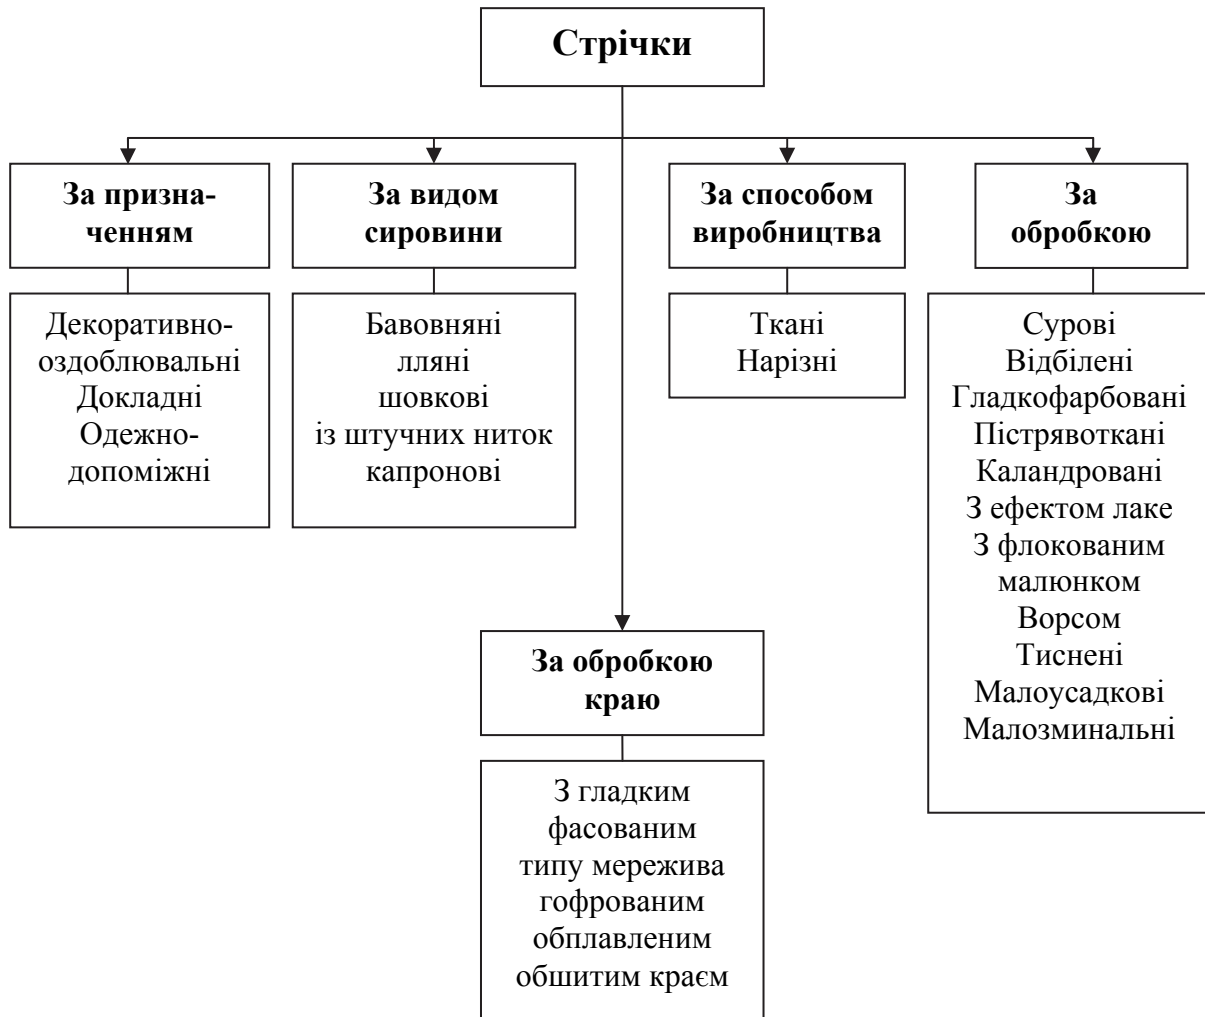 Стрічки
За призна-
ченням
Декоративно-
оздоблювальні
Докладні
Одежно-
допоміжні
За видом
сировини
Бавовняні
лляні
шовкові
із штучних ниток
капронові
За способом
виробництва
Ткані
Нарізні
За
обробкою
Сурові
Відбілені
Гладкофарбовані
Пістрявоткані
Каландровані
З ефектом лаке
З флокованим
малюнком
Ворсом
Тиснені
Малоусадкові
Малозминальні
За обробкою
краю
З гладким
фасованим
типу мережива
гофрованим
обплавленим
обшитим краєм